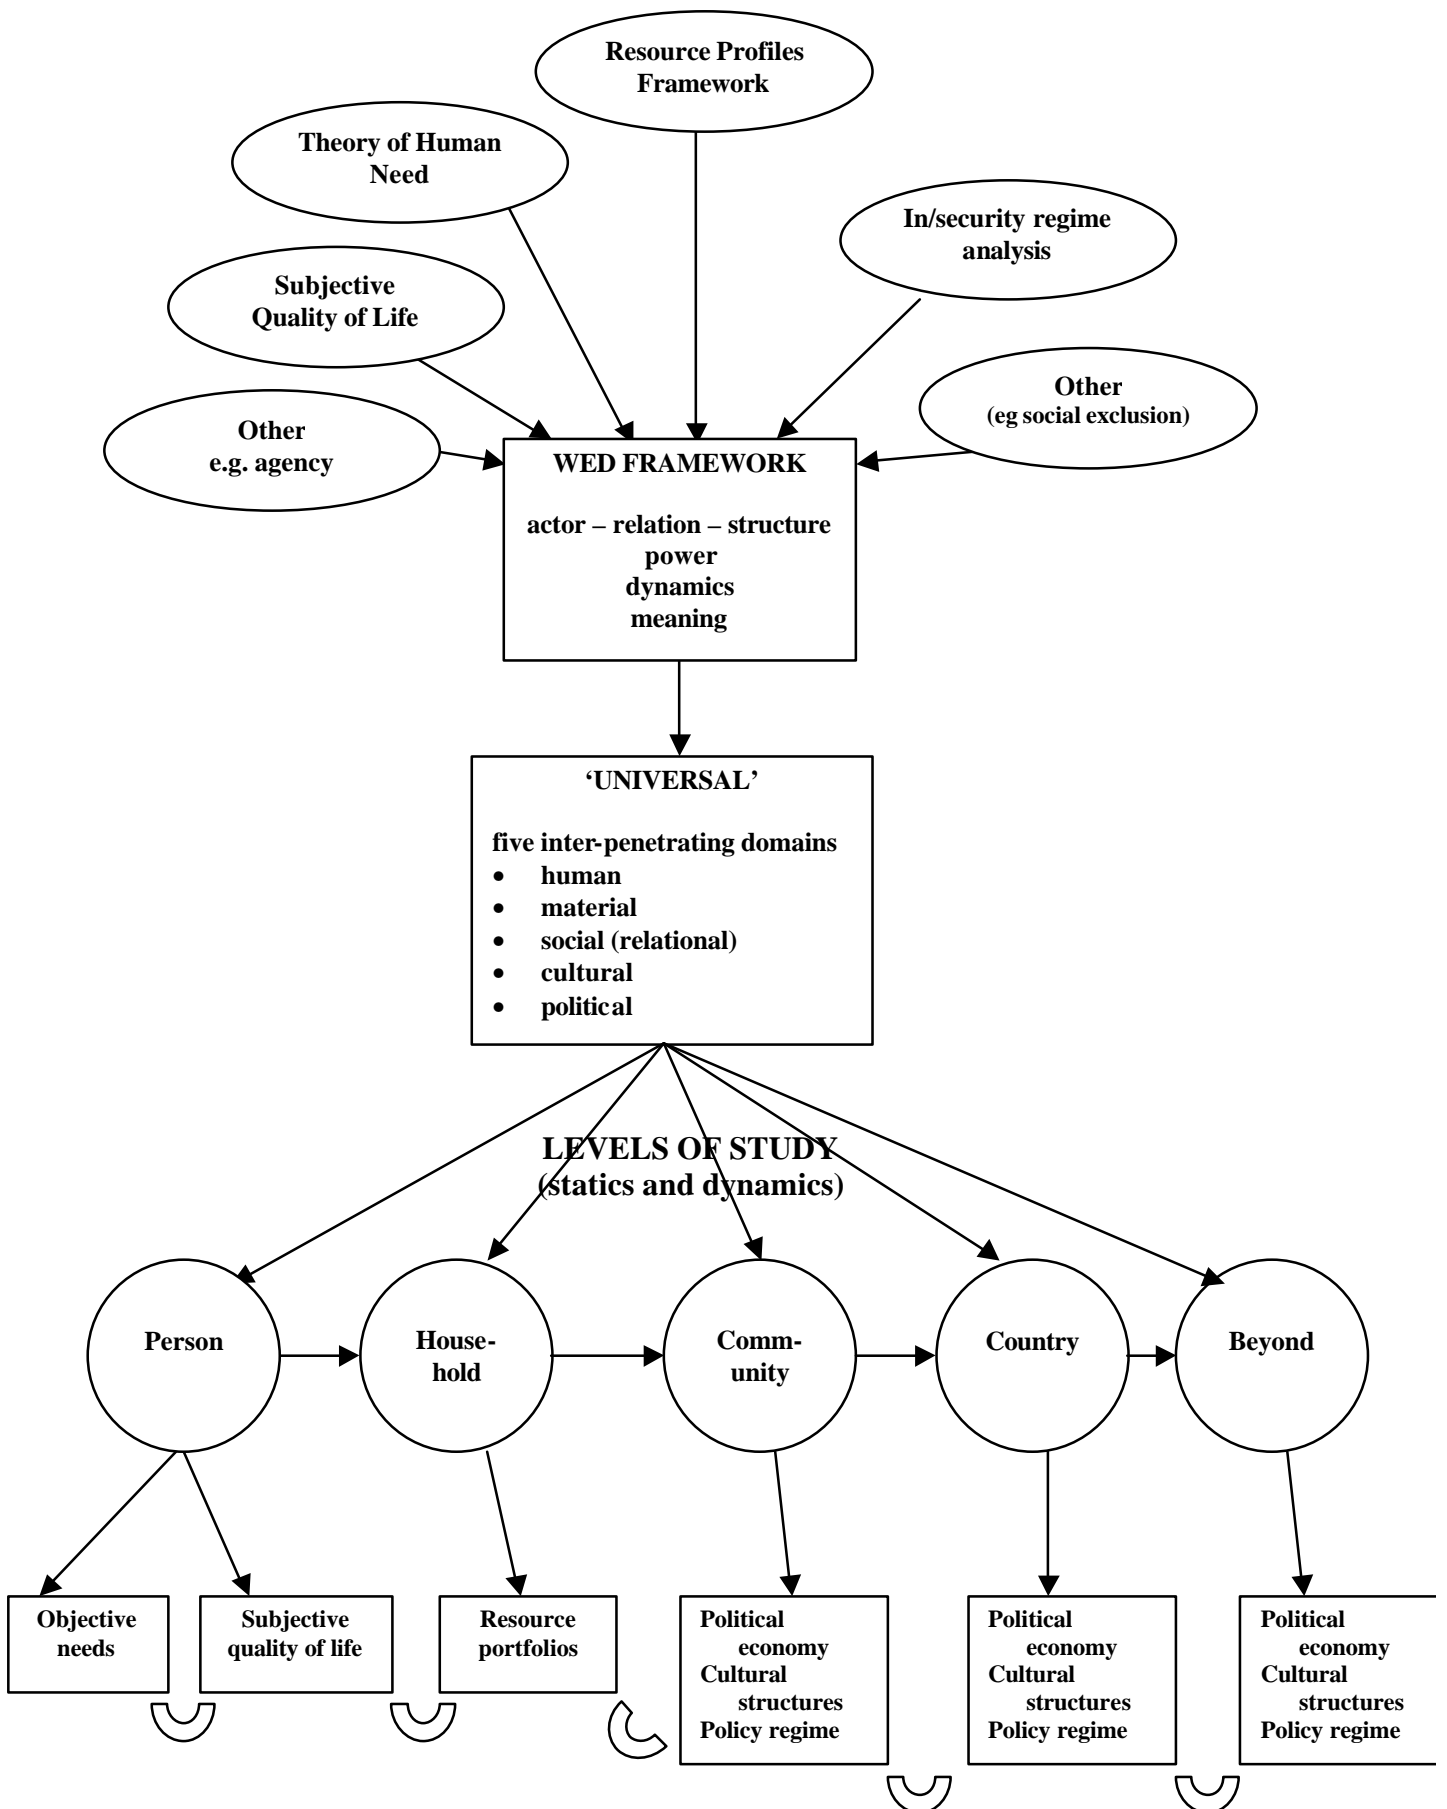 Resource Profiles
Framework
Theory of Human
Need
In/security regime
analysis
Subjective
Quality of Life
Other
(eg social exclusion)
Other
e.g. agency
WED FRAMEWORK
actor – relation – structure
power
dynamics
meaning
‘UNIVERSAL’
five inter-penetrating domains
• human
• material
• social (relational)
• cultural
• political
LEVELS OF STUDY
(statics and dynamics)
Person
House-
hold
Comm-
unity
Country
Beyond
Objective
needs
Subjective
quality of life
Resource
portfolios
Political
economy
Cultural
structures
Policy regime
Political
economy
Cultural
structures
Policy regime
Political
economy
Cultural
structures
Policy regime